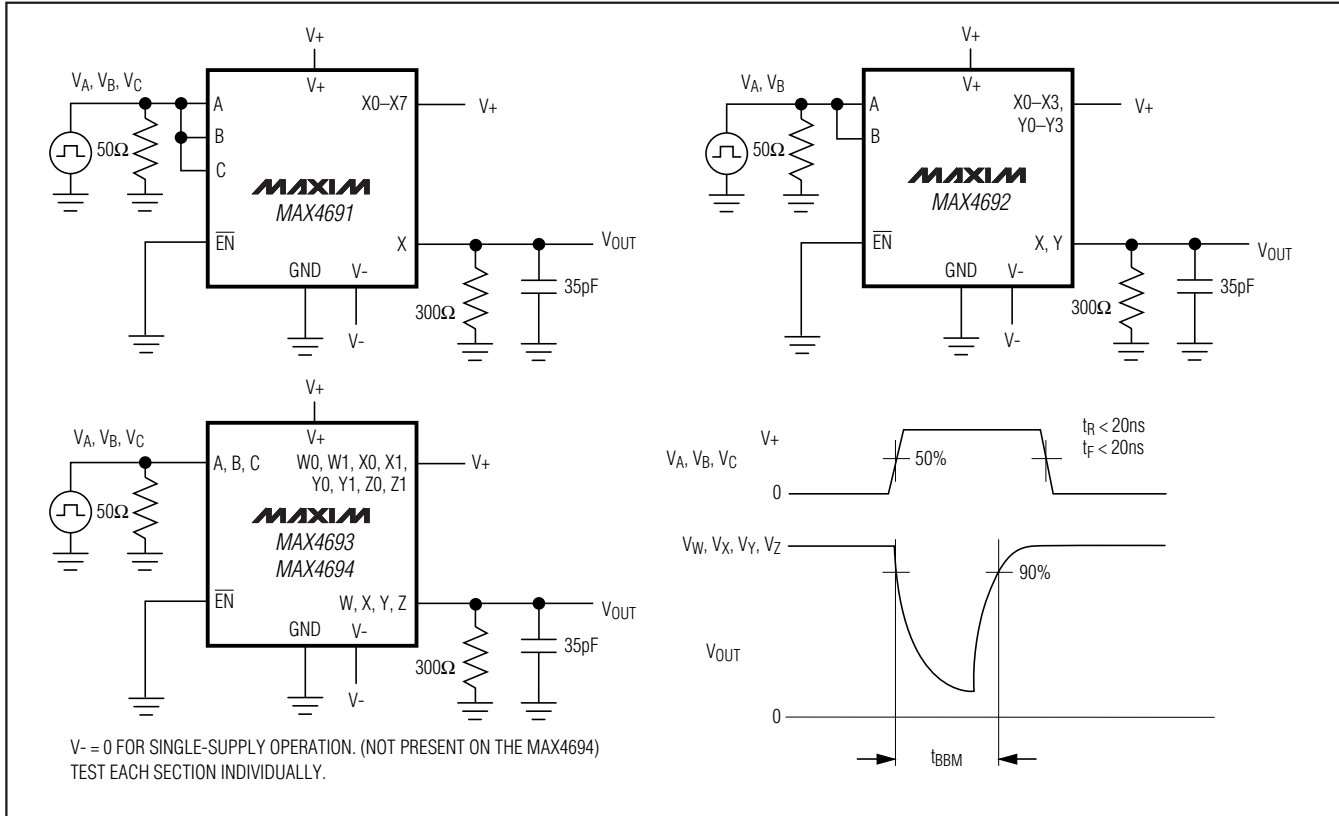 V+
VA, VB, VC
V+
A
X0–X7
V+
B
50Ω
C
MAXIM
MAX4691
EN
X
VOUT
GND
V-
35pF
300Ω
V-
V+
VA, VB
V+
A
X0–X3,
Y0–Y3
V+
B
50Ω
MAXIM
MAX4692
EN
X, Y
VOUT
GND
V-
35pF
300Ω
V-
V+
VA, VB, VC
V+
A, B, C
W0, W1, X0, X1,
Y0, Y1, Z0, Z1
V+
50Ω
MAXIM
MAX4693
MAX4694
EN
W, X, Y, Z
VOUT
GND
V-
35pF
300Ω
V-
V- = 0 FOR SINGLE-SUPPLY OPERATION. (NOT PRESENT ON THE MAX4694)
TEST EACH SECTION INDIVIDUALLY.
V+
tR < 20ns
tF < 20ns
VA, VB, VC
50%
0
VW, VX, VY, VZ
90%
VOUT
0
tBBM